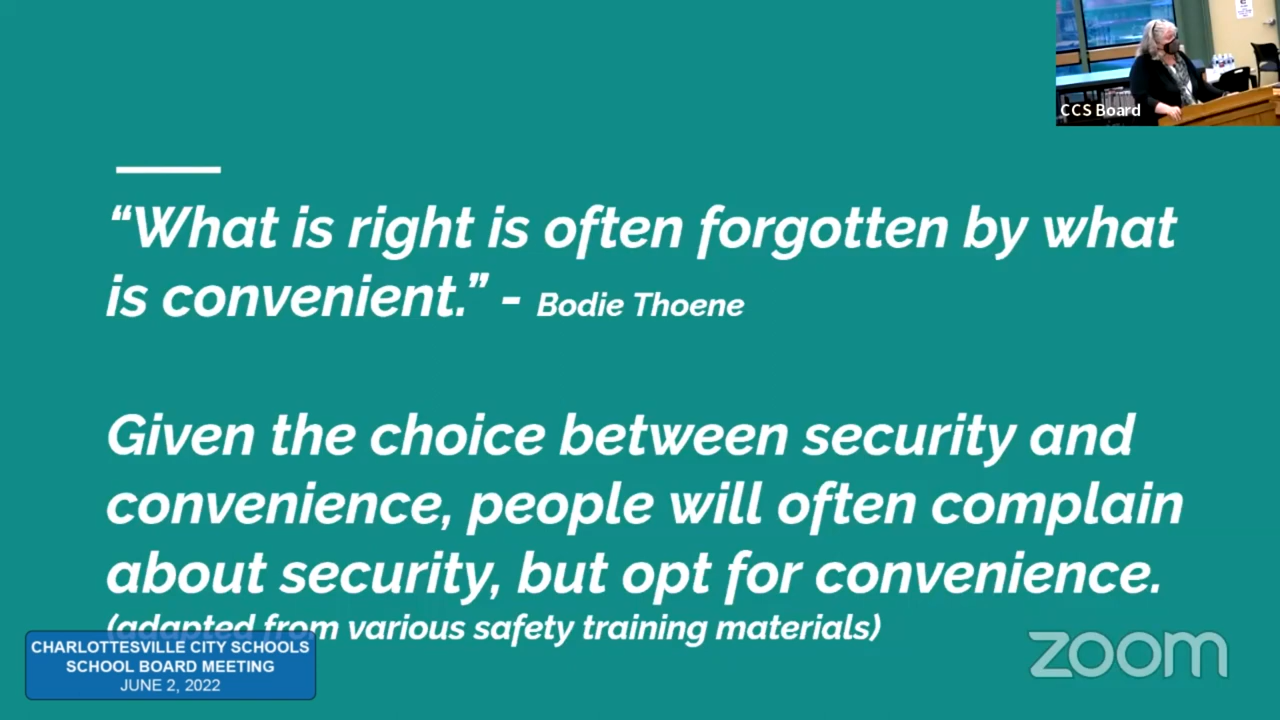 CCS Board
“What is right is often forgotten by what
is convenient.” - Bodie Thoene
Given the choice between security and
convenience, people will often complain
about security, but opt for convenience.
(adapted from various safety training materials)
CHARLOTTESVILLE CITY SCHOOLS
SCHOOL BOARD MEETING
JUNE 2, 2022
zoom